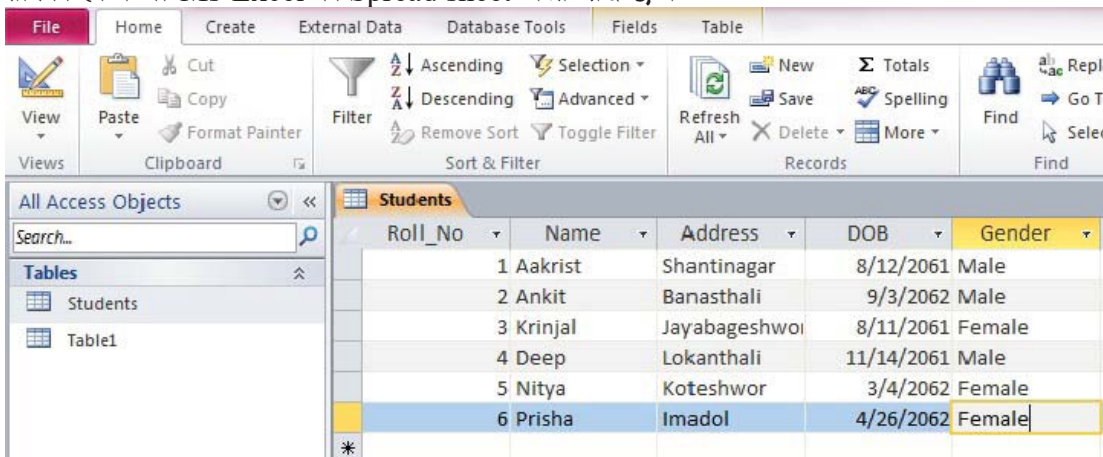 File Home Create External Data Database Tools Fields Table
View
Paste
Cut
Copy
Format Painter
Filter
Ascending
Descending
Remove Sort
Selection
Advanced
Toggle Filter
Refresh
All
New
Save
Delete
Σ Totals
Spelling
More
Find
Repl
Go T
Selec
Views Clipboard Sort & Filter Records Find
All Access Objects
Search...
Tables
Students
Table1
Students
Roll_No Name Address DOB Gender
1 Aakrist Shantinagar 8/12/2061 Male
2 Ankit Banasthali 9/3/2062 Male
3 Krinjal Jayabageshwor 8/11/2061 Female
4 Deep Lokanthali 11/14/2061 Male
5 Nitya Koteshwor 3/4/2062 Female
6 Prisha Imadol 4/26/2062 Female